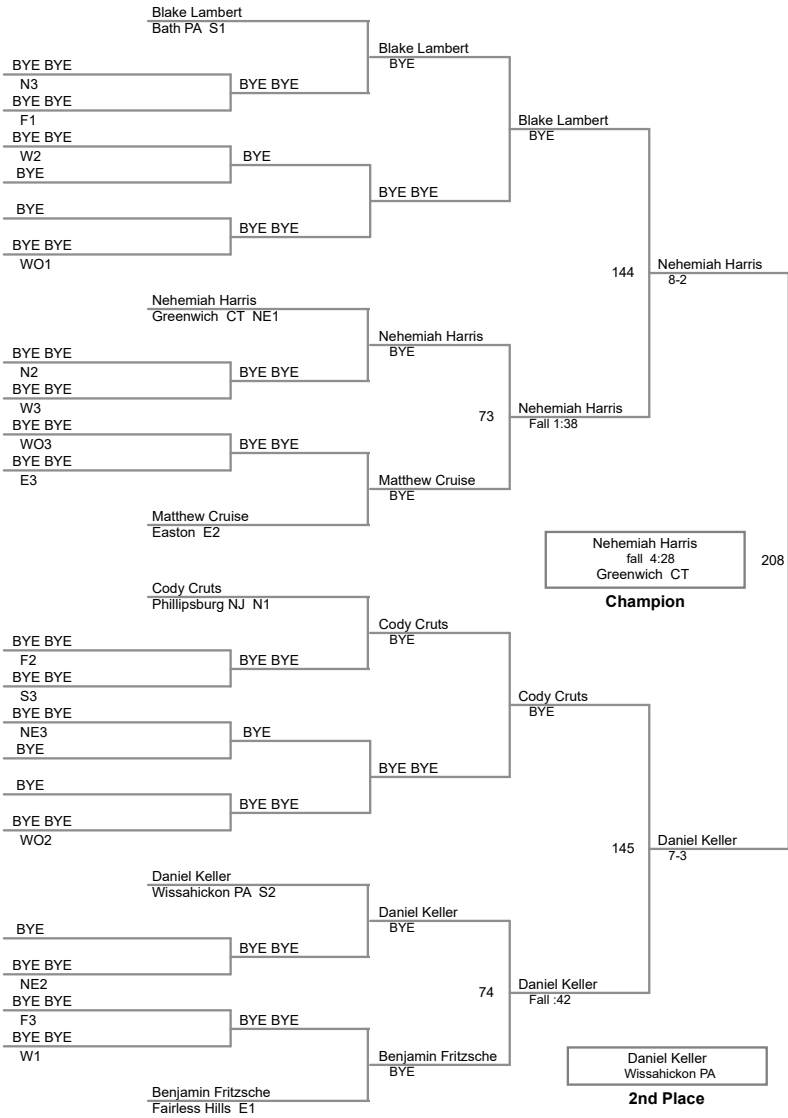 Blake Lambert
Bath PA S1
Blake Lambert
BYE
BYE BYE
N3
BYE BYE
BYE BYE
F1
Blake Lambert
BYE
BYE BYE
W2
BYE
BYE
BYE BYE
BYE
BYE BYE
BYE BYE
WO1
144
Nehemiah Harris
8-2
Nehemiah Harris
Greenwich CT NE1
Nehemiah Harris
BYE
BYE BYE
N2
BYE BYE
BYE BYE
W3
73
Nehemiah Harris
Fall 1:38
BYE BYE
WO3
BYE BYE
BYE BYE
E3
Matthew Cruise
BYE
Matthew Cruise
Easton E2
Nehemiah Harris
fall 4:28
Greenwich CT
208
Champion
Cody Cruts
Phillipsburg NJ N1
Cody Cruts
BYE
BYE BYE
F2
BYE BYE
BYE BYE
S3
Cody Cruts
BYE
BYE BYE
NE3
BYE
BYE
BYE BYE
BYE
BYE BYE
BYE BYE
WO2
145
Daniel Keller
7-3
Daniel Keller
Wissahickon PA S2
Daniel Keller
BYE
BYE
BYE BYE
BYE BYE
NE2
74
Daniel Keller
Fall :42
BYE BYE
F3
BYE BYE
BYE BYE
W1
Benjamin Fritzsche
BYE
Benjamin Fritzsche
Fairless Hills E1
Daniel Keller
Wissahickon PA
2nd Place